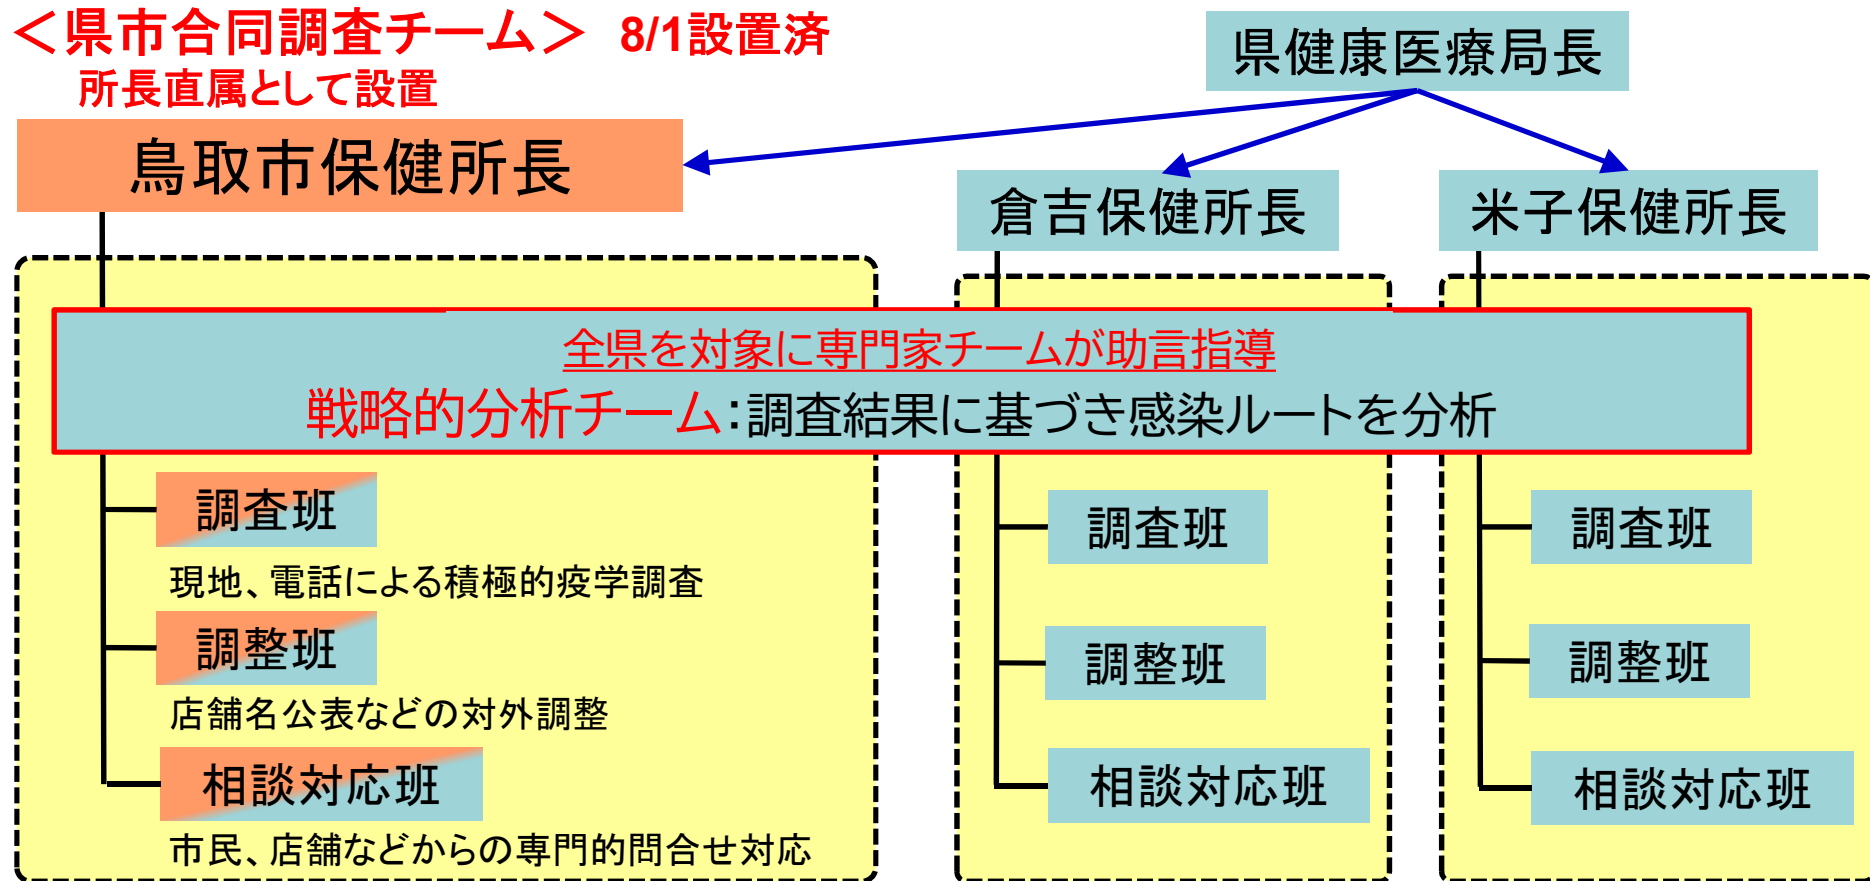 ＜県市合同調査チーム＞ 8/1設置済
所長直属として設置
県健康医療局長
鳥取市保健所長
倉吉保健所長
米子保健所長
全県を対象に専門家チームが助言指導
戦略的分析チーム：調査結果に基づき感染ルートを分析
調査班
現地、電話による積極的疫学調査
調整班
店舗名公表などの対外調整
相談対応班
市民、店舗などからの専門的問合せ対応
調査班
調整班
相談対応班
調査班
調整班
相談対応班